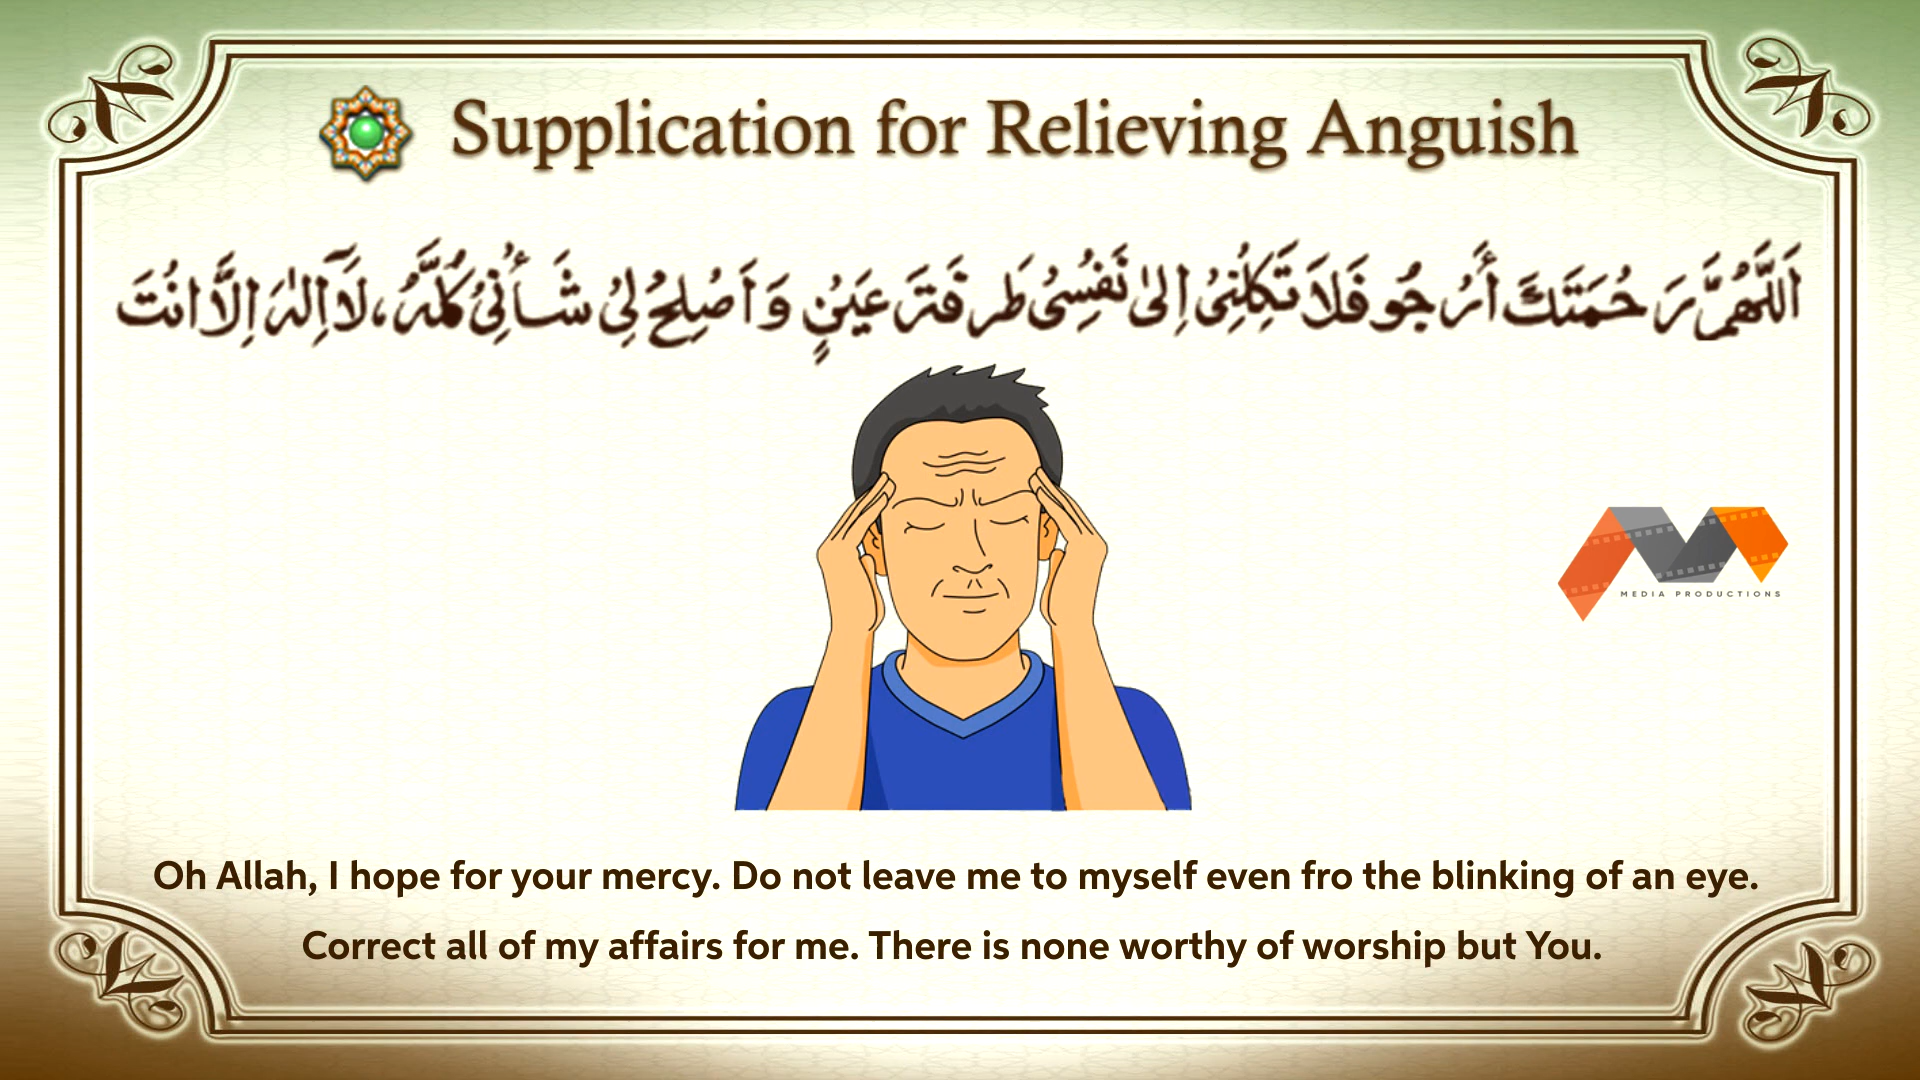 Supplication for Relieving Anguish
اَللَّهُمَّ رَحْمَتَكَ أَرْجُو فَلَا تَكِلْنِيْ إِلىٰ نَفْسِيْ طَرْفَتَ عَيْنٍ وَ اَصْلِحْ لِيْ شَأْنِيْ كُلَّهُ، لَآ اِلٰهَ اِلَّا انْتَ
MEDIA PRODUCTIONS
Oh Allah, I hope for your mercy. Do not leave me to myself even fro the blinking of an eye.
Correct all of my affairs for me. There is none worthy of worship but You.